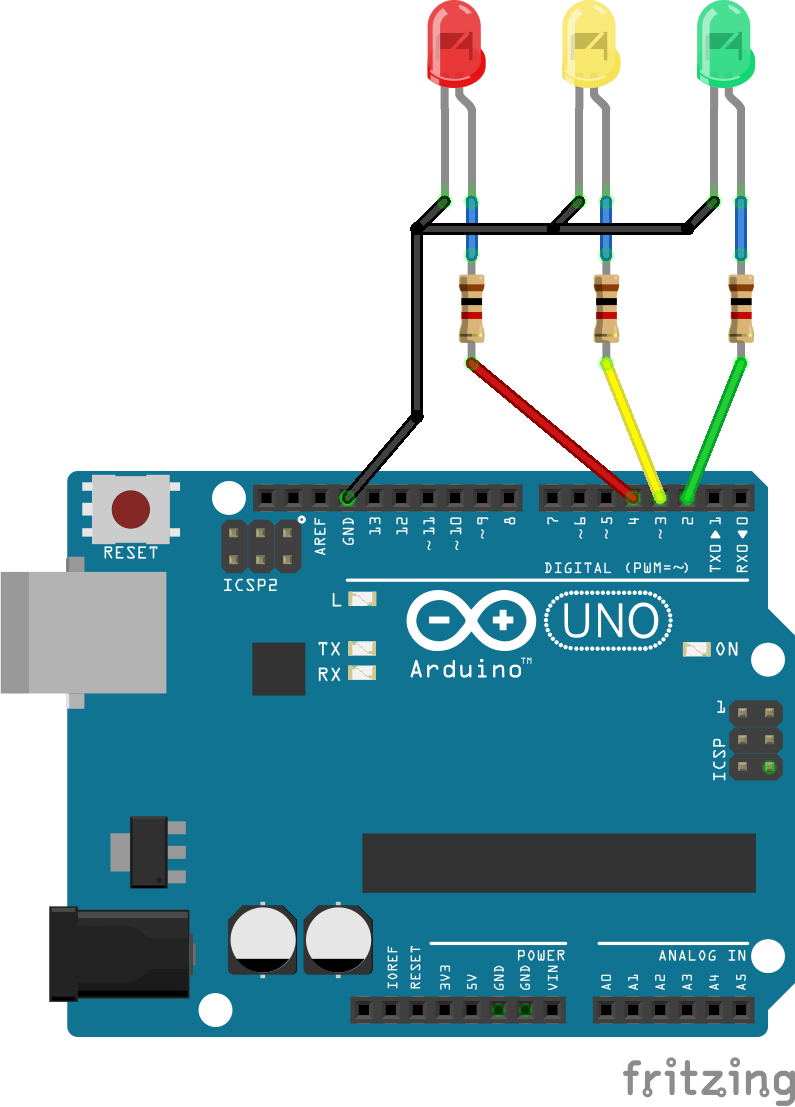 RESET
ICSP2
AREF
GND
13
12
~11
~10
~9
8
7
~6
~5
4
~3
2
TX0▶1
RX0◀0
DIGITAL (PWM=~)
L
TX
RX
Arduino™
UNO
ON
1
ICSP
IOREF
RESET
3V3
5V
GND
GND
VIN
POWER
ANALOG IN
A0
A1
A2
A3
A4
A5
fritzing